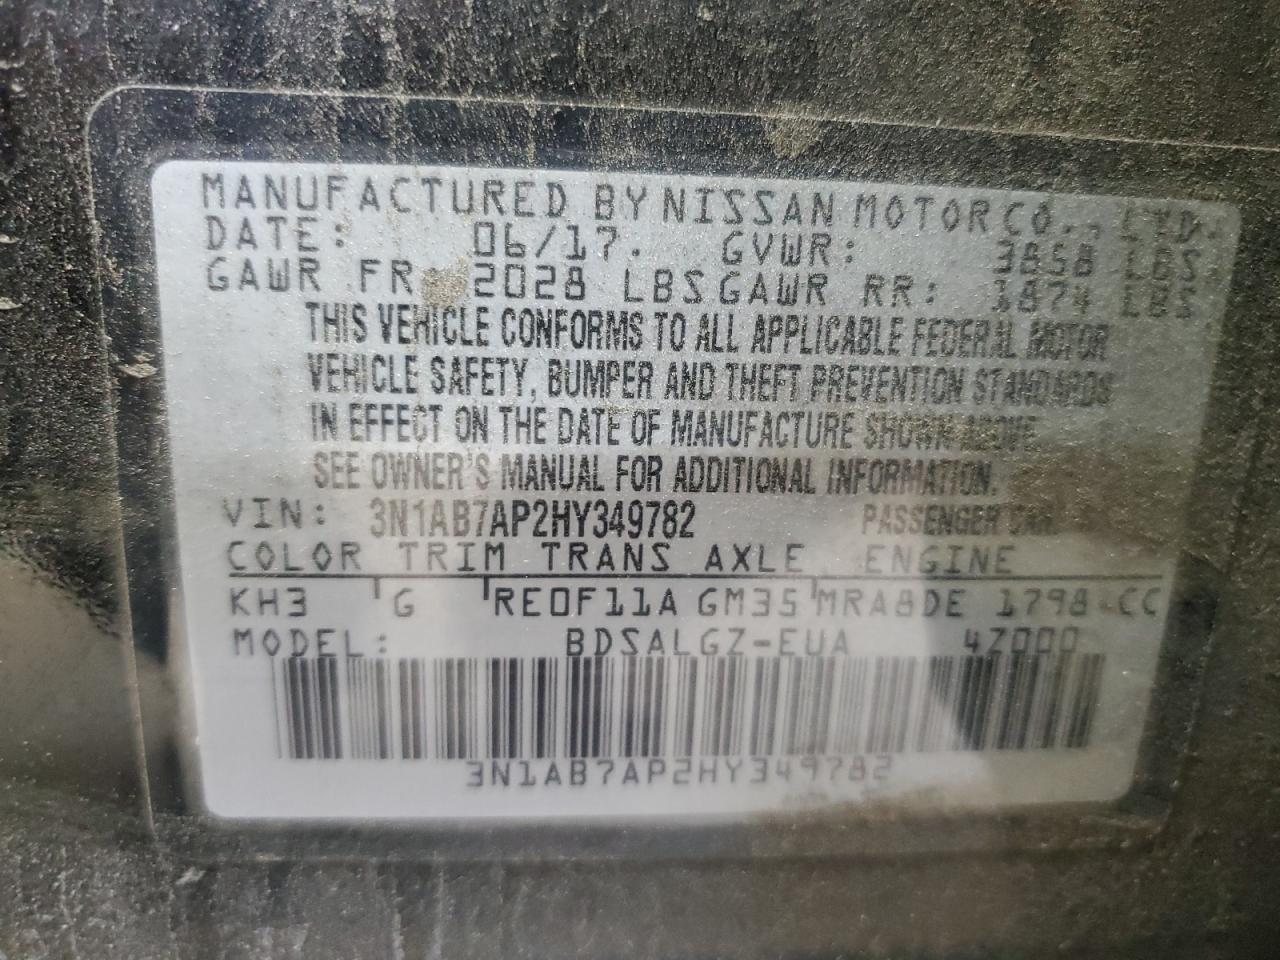 MANUFACTURED BY NISSAN MOTOR CO., LTD.
DATE: 06/17. GVWR: 3858 LBS
GAWR FR 2028 LBS GAWR RR: 1874 LBS
THIS VEHICLE CONFORMS TO ALL APPLICABLE FEDERAL MOTOR
VEHICLE SAFETY, BUMPER AND THEFT PREVENTION STANDARDS
IN EFFECT ON THE DATE OF MANUFACTURE SHOWN ABOVE
SEE OWNER'S MANUAL FOR ADDITIONAL INFORMATION.
VIN: 3N1AB7AP2HY349782 PASSENGER CAR
COLOR TRIM TRANS AXLE ENGINE
KH3 G RE0F11A GM35 MRA8DE 1798 CC
MODEL: BDSALGZ-EUA 4Z000
3N1AB7AP2HY349782